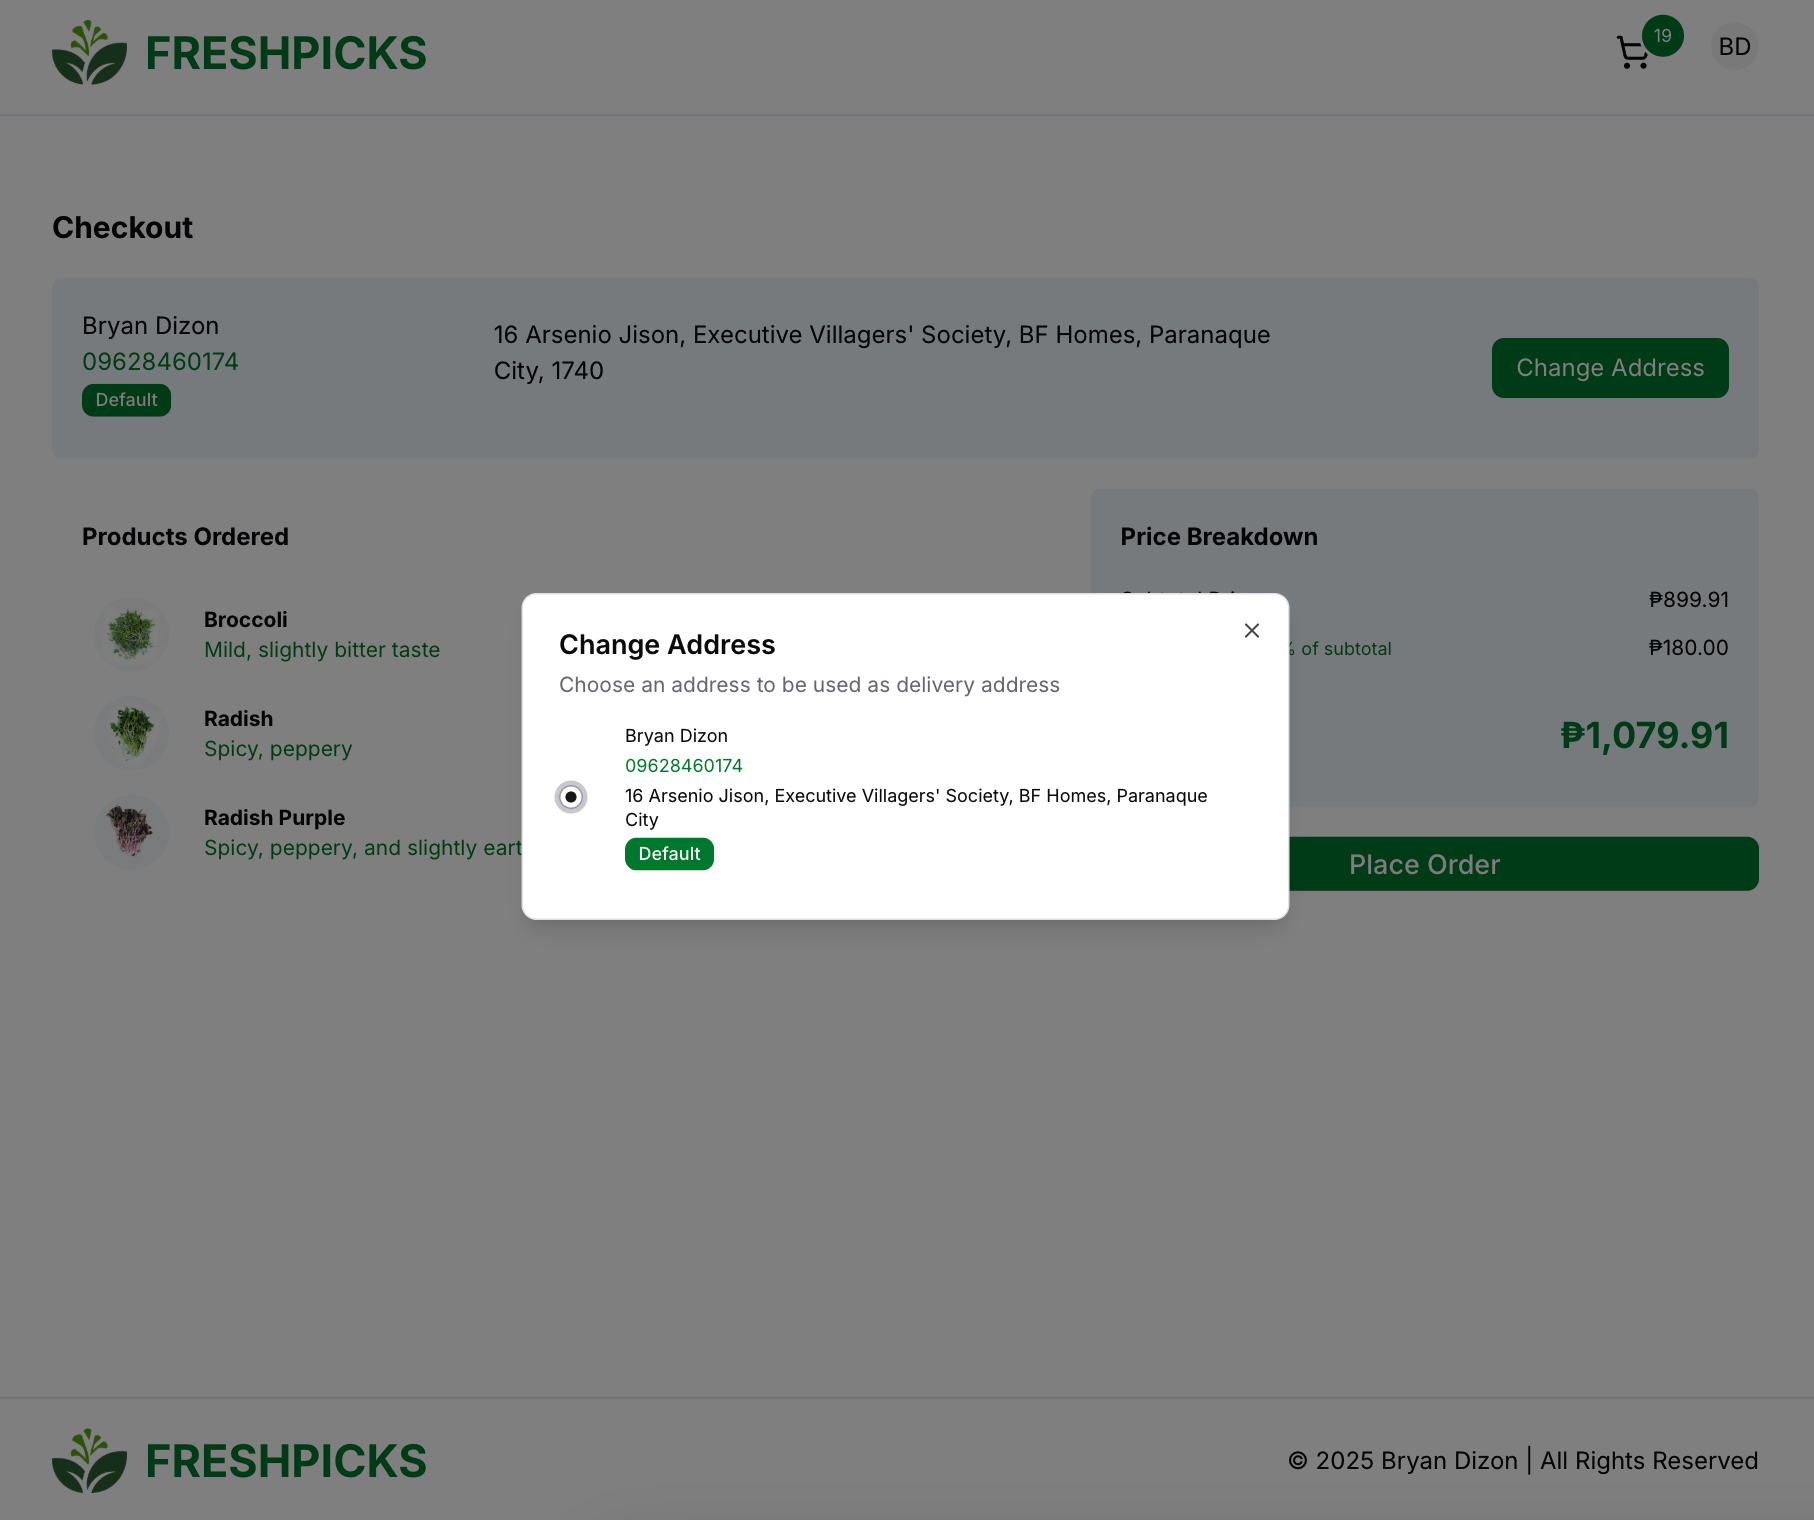 FRESHPICKS
19
BD
Checkout
Bryan Dizon
09628460174
Default
16 Arsenio Jison, Executive Villagers' Society, BF Homes, Paranaque
City, 1740
Change Address
Products Ordered
Broccoli
Mild, slightly bitter taste
Radish
Spicy, peppery
Radish Purple
Spicy, peppery, and slightly
Price Breakdown
₱899.91
% of subtotal
₱180.00
₱1,079.91
Place Order
Change Address
Choose an address to be used as delivery address
Bryan Dizon
09628460174
16 Arsenio Jison, Executive Villagers' Society, BF Homes, Paranaque
City
Default
FRESHPICKS
© 2025 Bryan Dizon | All Rights Reserved